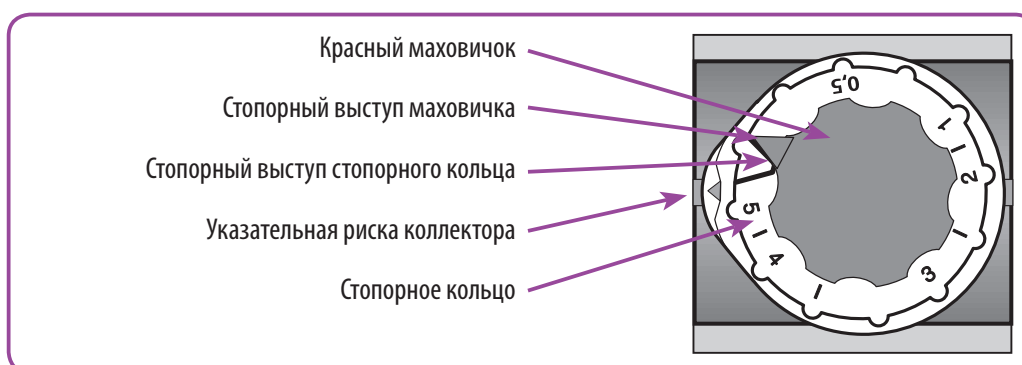 Красный маховичок
Стопорный выступ маховичка
Стопорный выступ стопорного кольца
Указательная риска коллектора
Стопорное кольцо
0,5
1
2
3
4
5